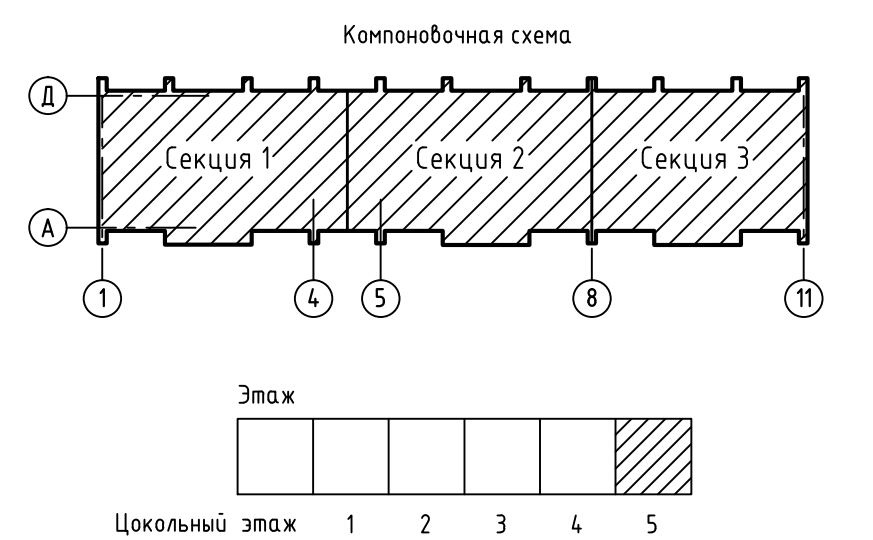 Компоновочная схема
Д
Секция 1 Секция 2 Секция 3
А
1 4 5 8 11
Этаж
Цокольный этаж 1 2 3 4 5